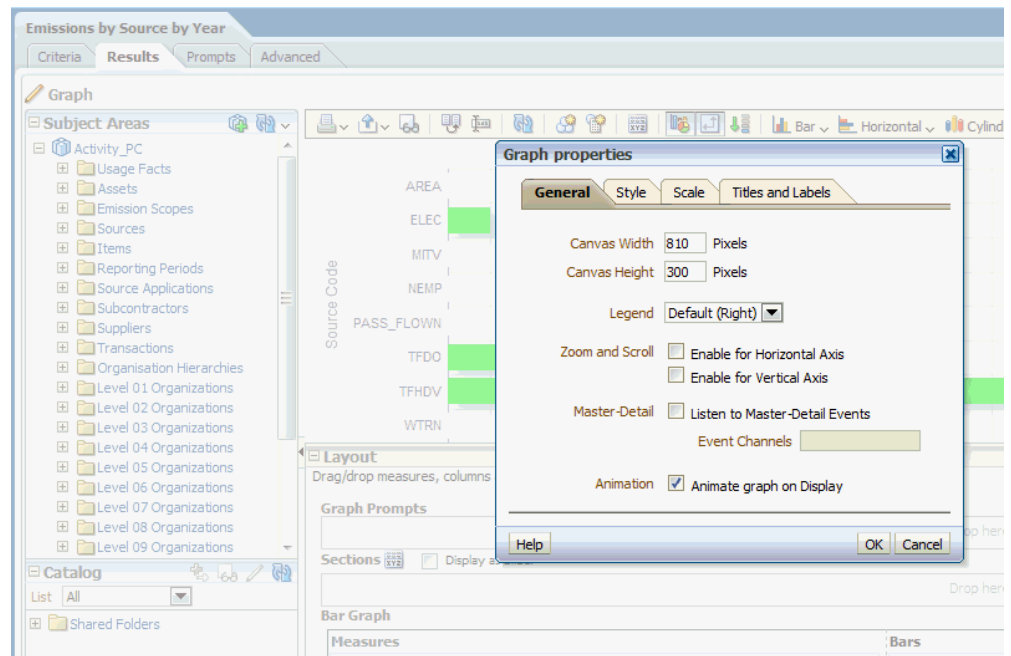 Emissions by Source by Year
Criteria Results Prompts Advanced
Graph
Subject Areas
Activity_PC
Usage Facts
Assets
Emission Scopes
Sources
Items
Reporting Periods
Source Applications
Subcontractors
Suppliers
Transactions
Organisation Hierarchies
Level 01 Organizations
Level 02 Organizations
Level 03 Organizations
Level 04 Organizations
Level 05 Organizations
Level 06 Organizations
Level 07 Organizations
Level 08 Organizations
Level 09 Organizations
Catalog
List All
Shared Folders
Bar Horizontal Cylind
Source Code
AREA
ELEC
MITV
NEMP
PASS_FLOWN
TFDO
TFHDV
WTRN
Graph properties
General Style Scale Titles and Labels
Canvas Width 810 Pixels
Canvas Height 300 Pixels
Legend Default (Right)
Zoom and Scroll Enable for Horizontal Axis
Enable for Vertical Axis
Master-Detail Listen to Master-Detail Events
Event Channels
Animation Animate graph on Display
Help OK Cancel
Layout
Drag/drop measures, columns
Graph Prompts
op here
Sections Display as
Drop here
Bar Graph
Measures Bars